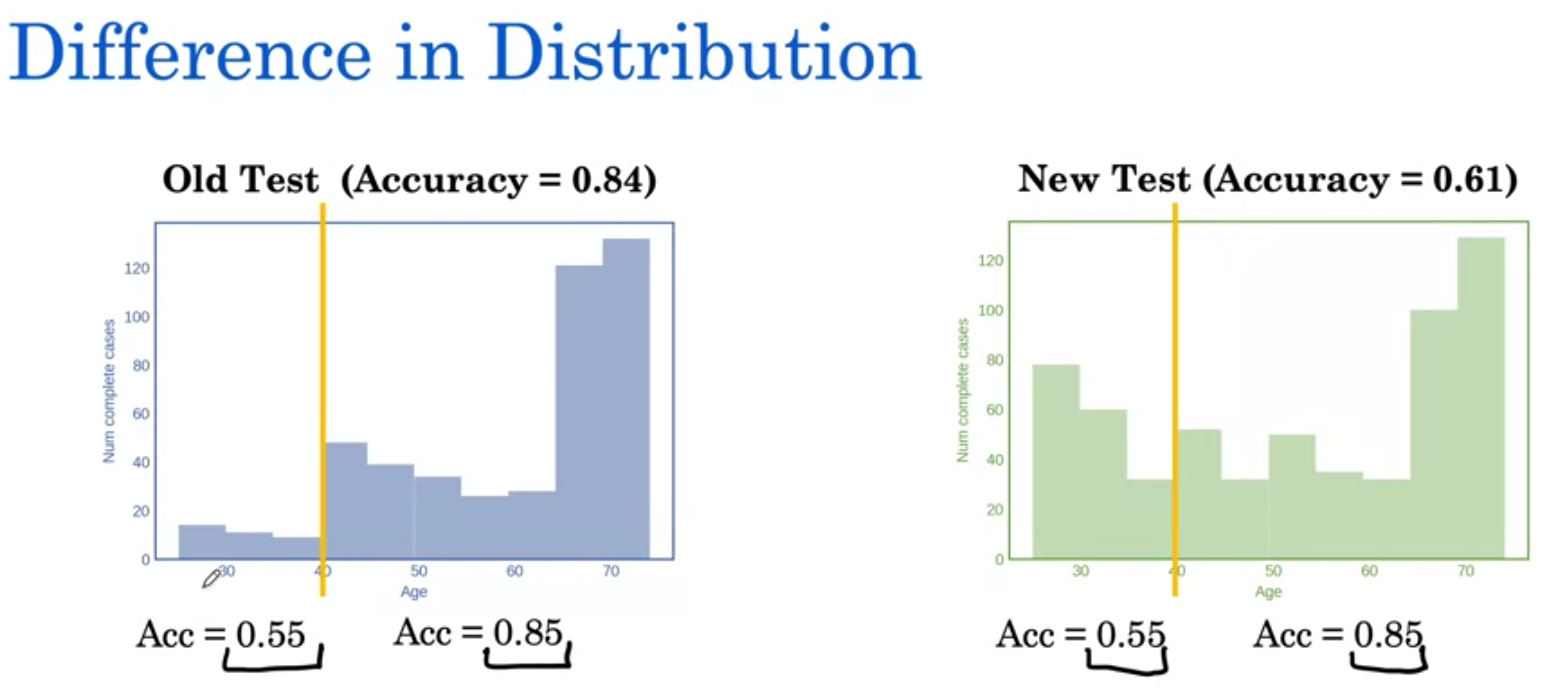 Difference in Distribution
Old Test (Accuracy = 0.84)
120
100
80
60
40
20
0
Num complete cases
30 40 50 60 70
Age
Acc = 0.55 Acc = 0.85
New Test (Accuracy = 0.61)
120
100
80
60
40
20
0
Num complete cases
30 40 50 60 70
Age
Acc = 0.55 Acc = 0.85